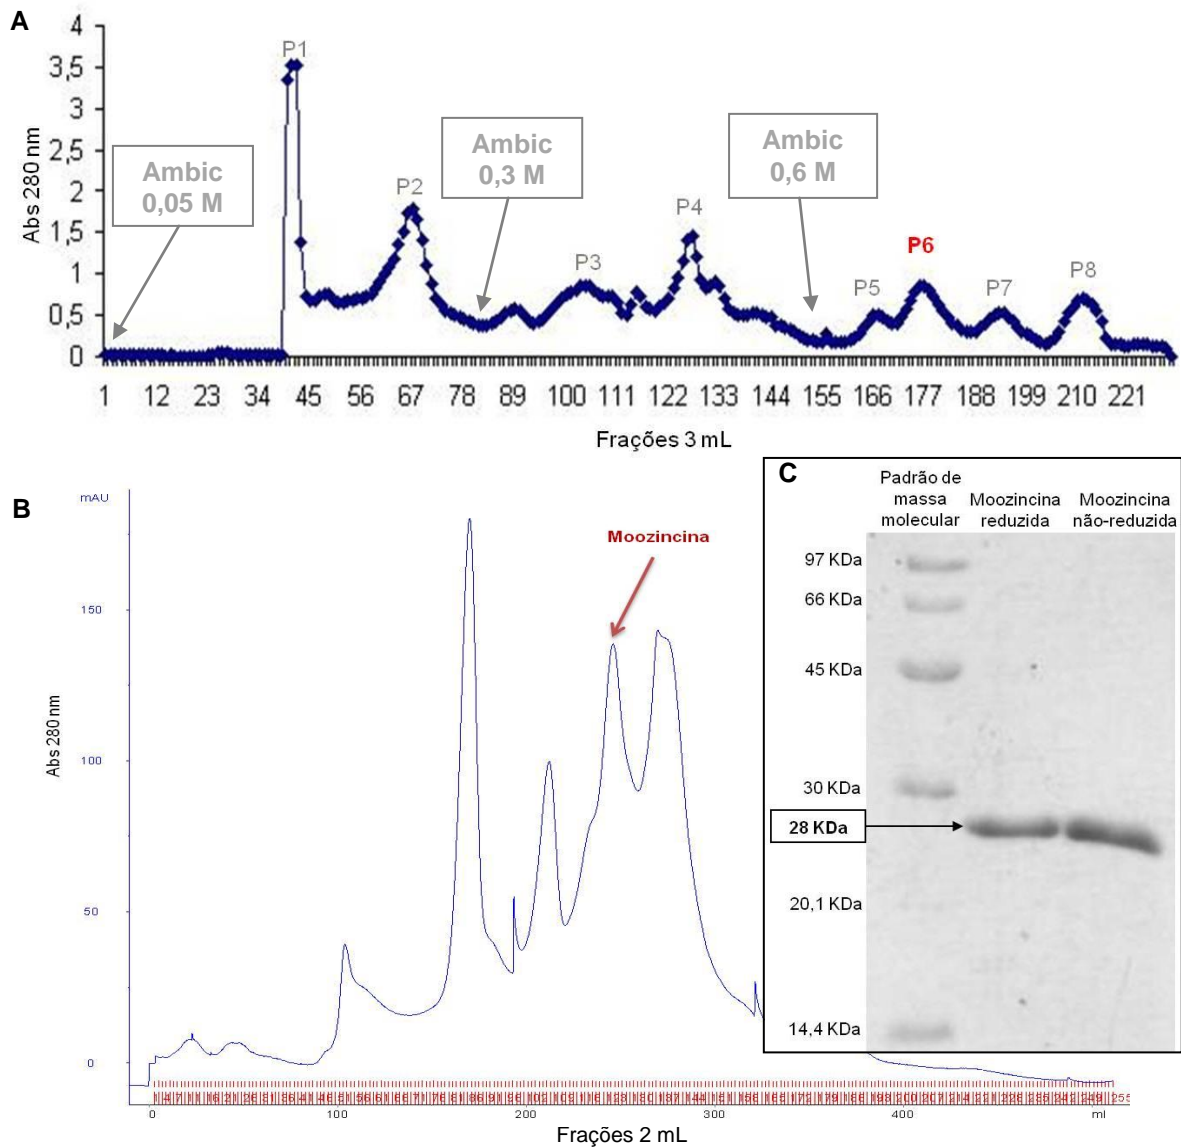 A
4
3,5
3
2,5
2
1,5
1
0,5
0
Abs 280 nm
P1
Ambic
0,05 M
P2
Ambic
0,3 M
P3
P4
Ambic
0,6 M
P5
P6
P7
P8
1 12 23 34 45 56 67 78 89 100 111 122 133 144 155 166 177 188 199 210 221
Frações 3 mL
B
mAU
150
100
50
0
Abs 280 nm
Moozincina
0 100 200 300 400 ml
Frações 2 mL
C
Padrão de
massa
molecular
Moozincina
reduzida
Moozincina
não-reduzida
97 KDa
66 KDa
45 KDa
30 KDa
28 KDa
20,1 KDa
14,4 KDa